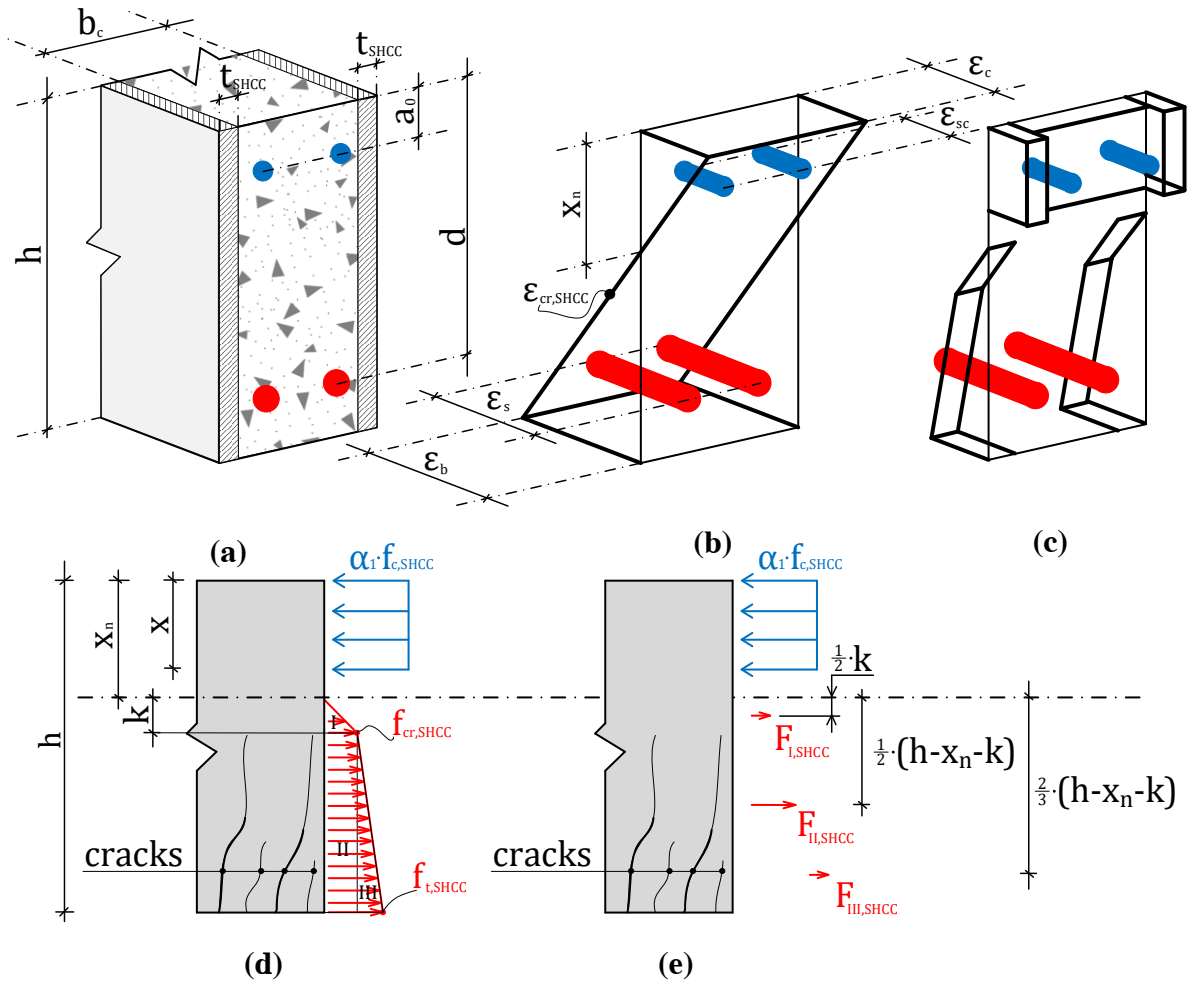 b_c
t_SHCC
t_SHCC
a_0
h
d
ε_c
ε_sc
x_n
ε_cr,SHCC
ε_s
ε_b
(a)
(b)
(c)
α_1·f_c,SHCC
x_n
x
k
h
I
f_cr,SHCC
II
cracks
III
f_t,SHCC
(d)
α_1·f_c,SHCC
1/2·k
F_I,SHCC
1/2·(h-x_n-k)
2/3·(h-x_n-k)
F_II,SHCC
cracks
F_III,SHCC
(e)